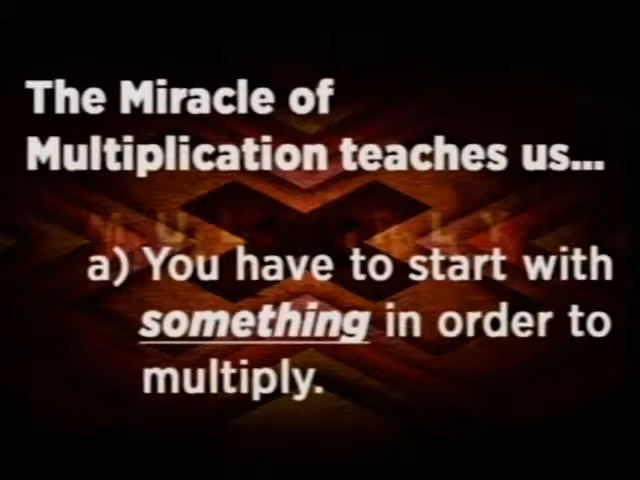 The Miracle of
Multiplication teaches us...
a) You have to start with
something in order to
multiply.